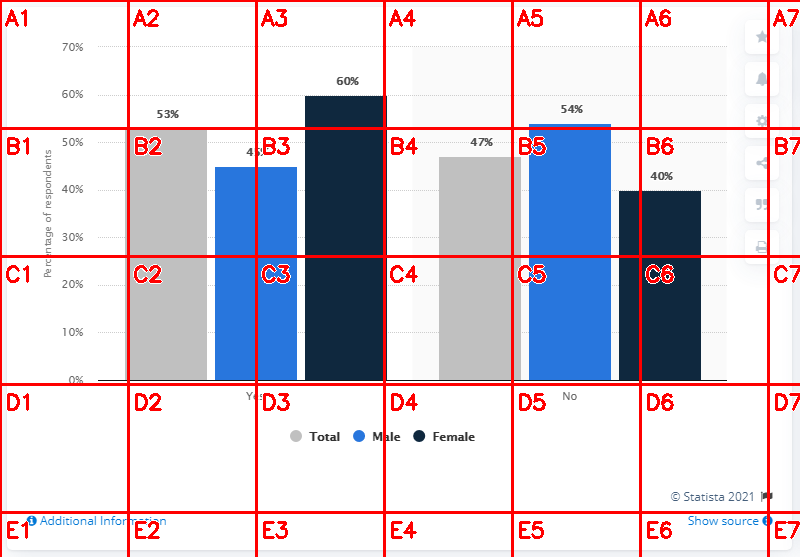 A1 A2 A3 A4 A5 A6 A7
70%
60%
60%
53%
54%
B1 B2 B3 B4 B5 B6 B7
50%
45%
47%
40%
40%
Percentage of respondents
30%
C1 C2 C3 C4 C5 C6 C7
20%
10%
0%
Yes No
D1 D2 D3 D4 D5 D6 D7
Total Male Female
© Statista 2021
Additional Information Show source
E1 E2 E3 E4 E5 E6 E7